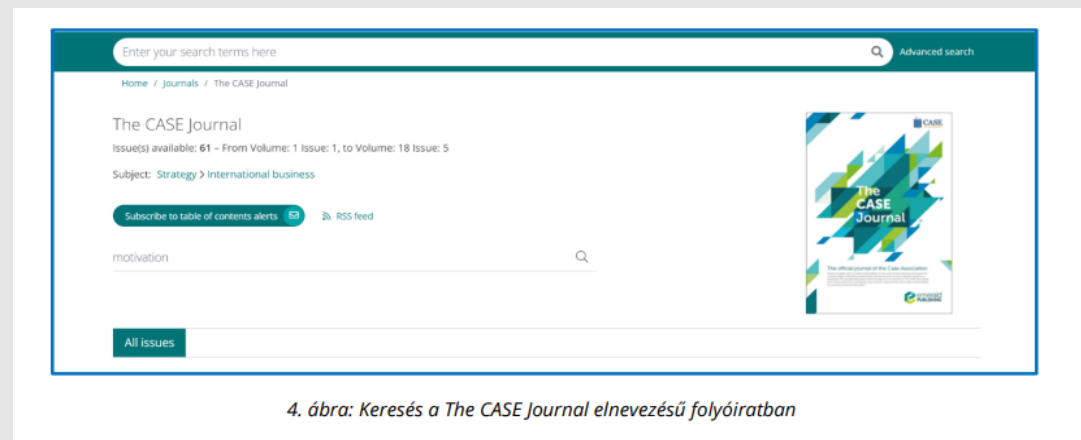 Enter your search terms here
Advanced search
Home / Journals / The CASE Journal
The CASE Journal
Issue(s) available: 61 – From Volume: 1 Issue: 1, to Volume: 18 Issue: 5
Subject: Strategy > International business
Subscribe to table of contents alerts
RSS feed
motivation
CASE
The
CASE
Journal
The official journal of the Case Association
emerald
PUBLISHING
All issues
4. ábra: Keresés a The CASE Journal elnevezésű folyóiratban